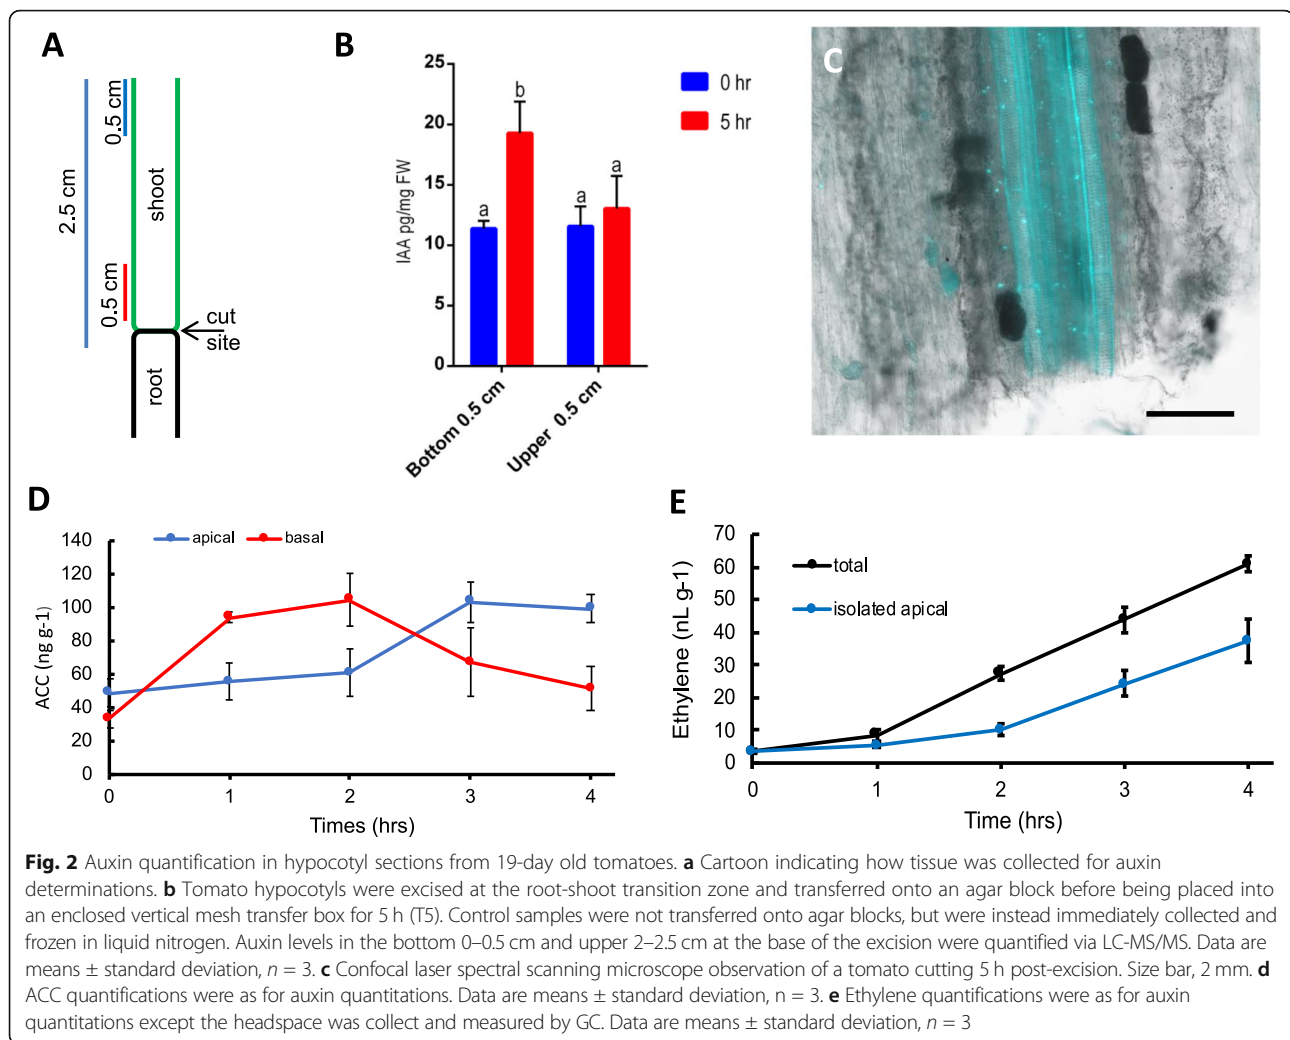 A
0.5 cm
2.5 cm
shoot
0.5 cm
cut
site
root
B
25
20
15
10
5
0
IAA pg/mg FW
a
b
a
a
0 hr
5 hr
Bottom 0.5 cm
Upper 0.5 cm
C
D
apical
basal
140
120
100
80
60
40
20
0
ACC (ng g-1)
0 1 2 3 4
Times (hrs)
E
70
60
50
40
30
20
10
0
Ethylene (nL g-1)
total
isolated apical
0 1 2 3 4
Time (hrs)
Fig. 2 Auxin quantification in hypocotyl sections from 19-day old tomatoes. a Cartoon indicating how tissue was collected for auxin
determinations. b Tomato hypocotyls were excised at the root-shoot transition zone and transferred onto an agar block before being placed into
an enclosed vertical mesh transfer box for 5 h (T5). Control samples were not transferred onto agar blocks, but were instead immediately collected and
frozen in liquid nitrogen. Auxin levels in the bottom 0–0.5 cm and upper 2–2.5 cm at the base of the excision were quantified via LC-MS/MS. Data are
means ± standard deviation, n = 3. c Confocal laser spectral scanning microscope observation of a tomato cutting 5 h post-excision. Size bar, 2 mm. d
ACC quantifications were as for auxin quantitations. Data are means ± standard deviation, n = 3. e Ethylene quantifications were as for auxin
quantitations except the headspace was collect and measured by GC. Data are means ± standard deviation, n = 3